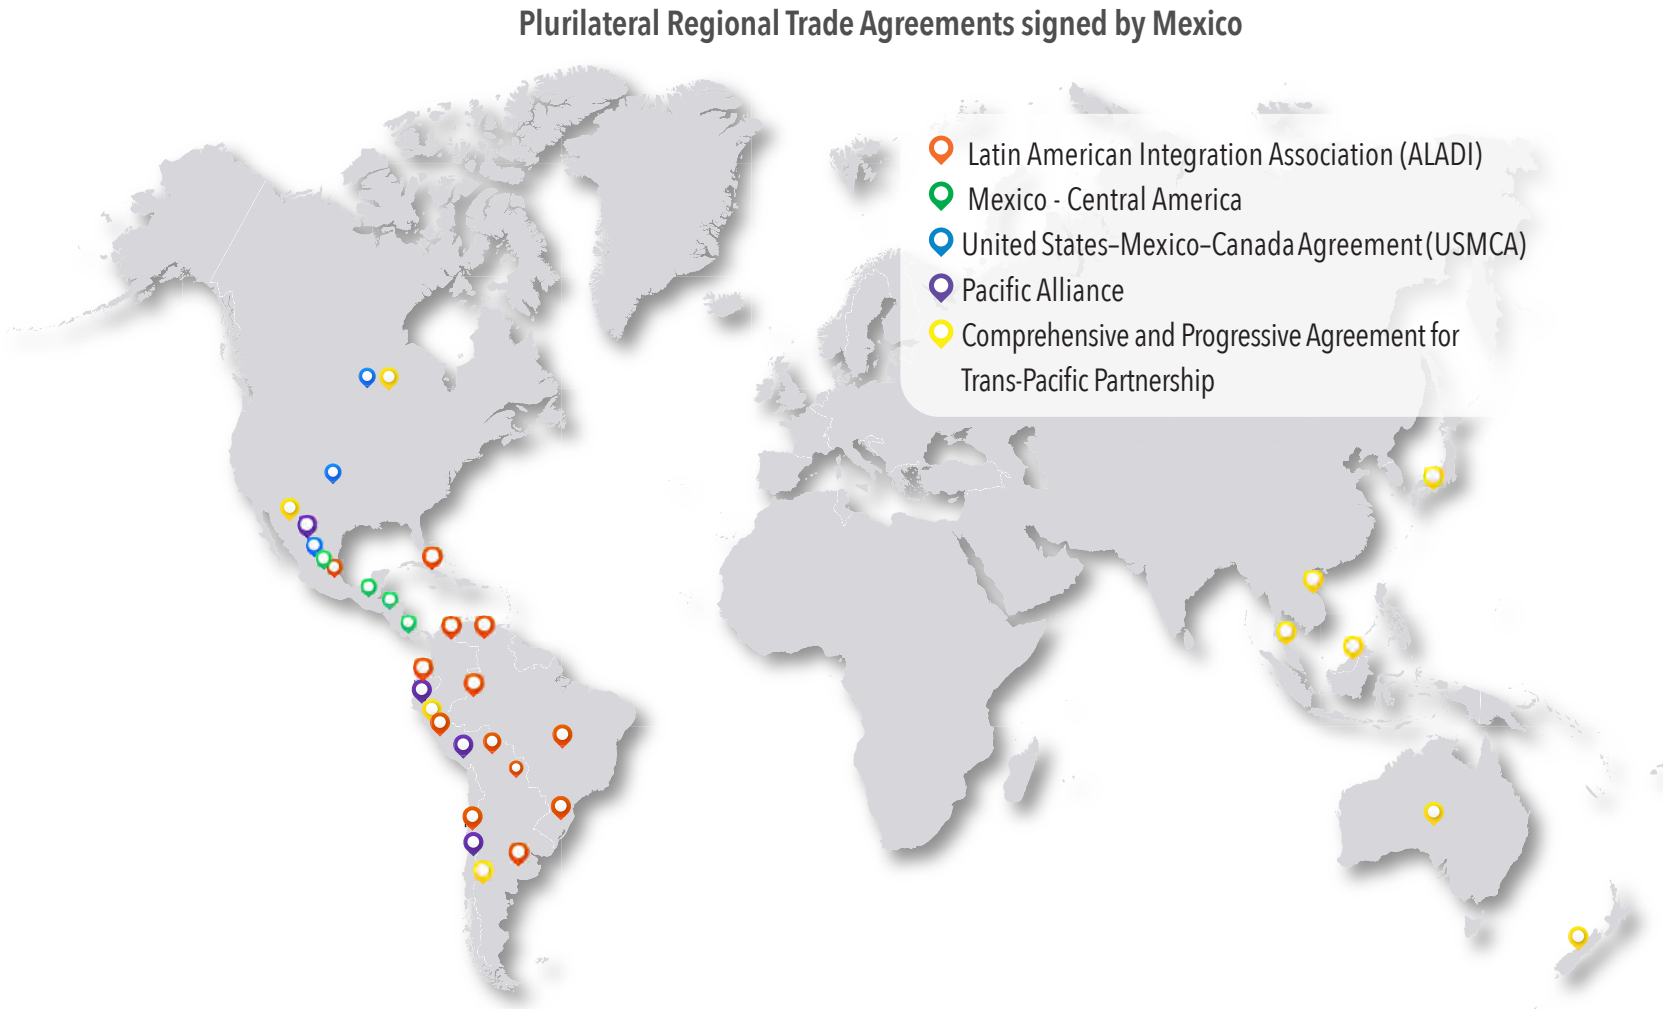 Plurilateral Regional Trade Agreements signed by Mexico
Latin American Integration Association (ALADI)
Mexico - Central America
United States–Mexico–Canada Agreement (USMCA)
Pacific Alliance
Comprehensive and Progressive Agreement for
Trans-Pacific Partnership